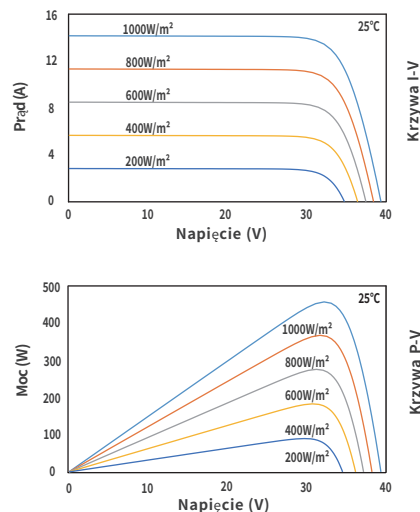 16
25°C
1000W/m²
12
800W/m²
Prąd (A)
Krzywa I-V
600W/m²
8
400W/m²
4
200W/m²
0
0 10 20 30 40
Napięcie (V)
500
25°C
400
1000W/m²
300
800W/m²
Moc (W)
Krzywa P-V
200
600W/m²
100
400W/m²
200W/m²
0
0 10 20 30 40
Napięcie (V)